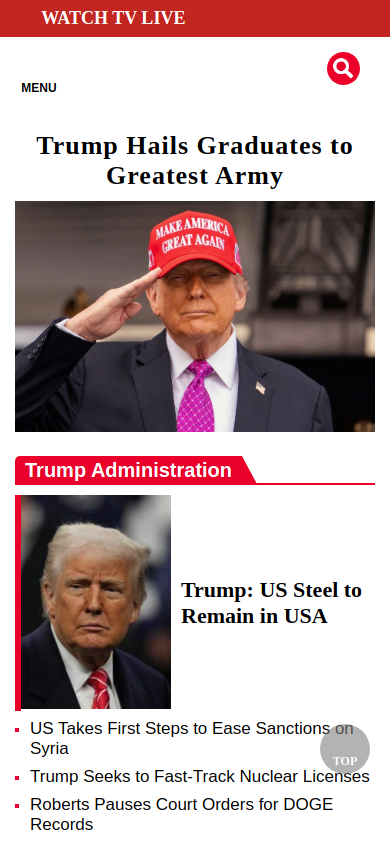 WATCH TV LIVE
MENU
Trump Hails Graduates to
Greatest Army
MAKE AMERICA
GREAT AGAIN
Trump Administration
Trump: US Steel to
Remain in USA
US Takes First Steps to Ease Sanctions on
Syria
TOP
Trump Seeks to Fast-Track Nuclear Licenses
Roberts Pauses Court Orders for DOGE
Records